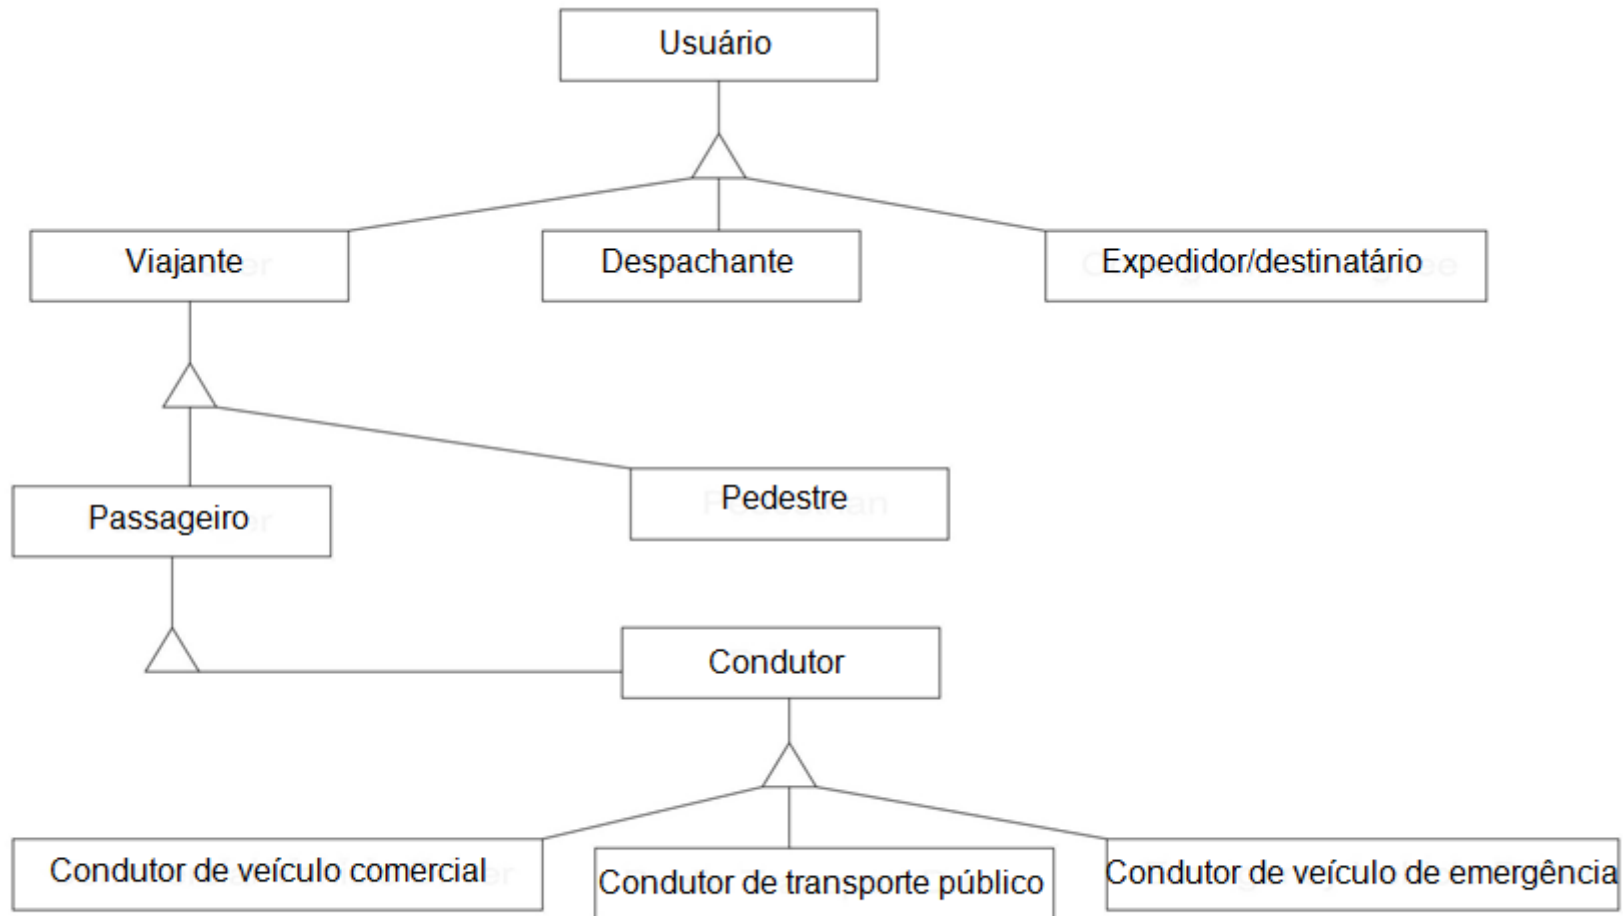 Usuário
Viajante
Despachante
Expedidor/destinatário
Passageiro
Pedestre
Condutor
Condutor de veículo comercial
Condutor de transporte público
Condutor de veículo de emergência